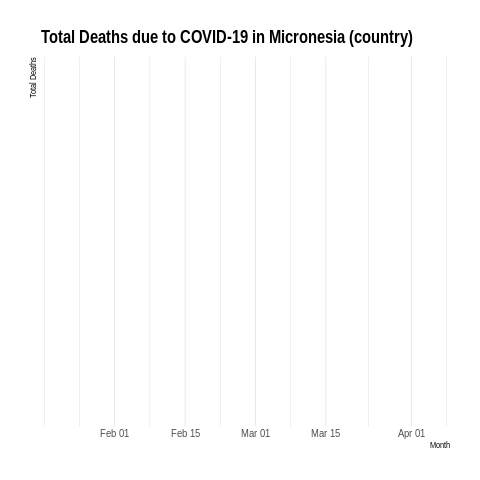 Total Deaths due to COVID-19 in Micronesia (country)
Total Deaths
Feb 01
Feb 15
Mar 01
Mar 15
Apr 01
Month